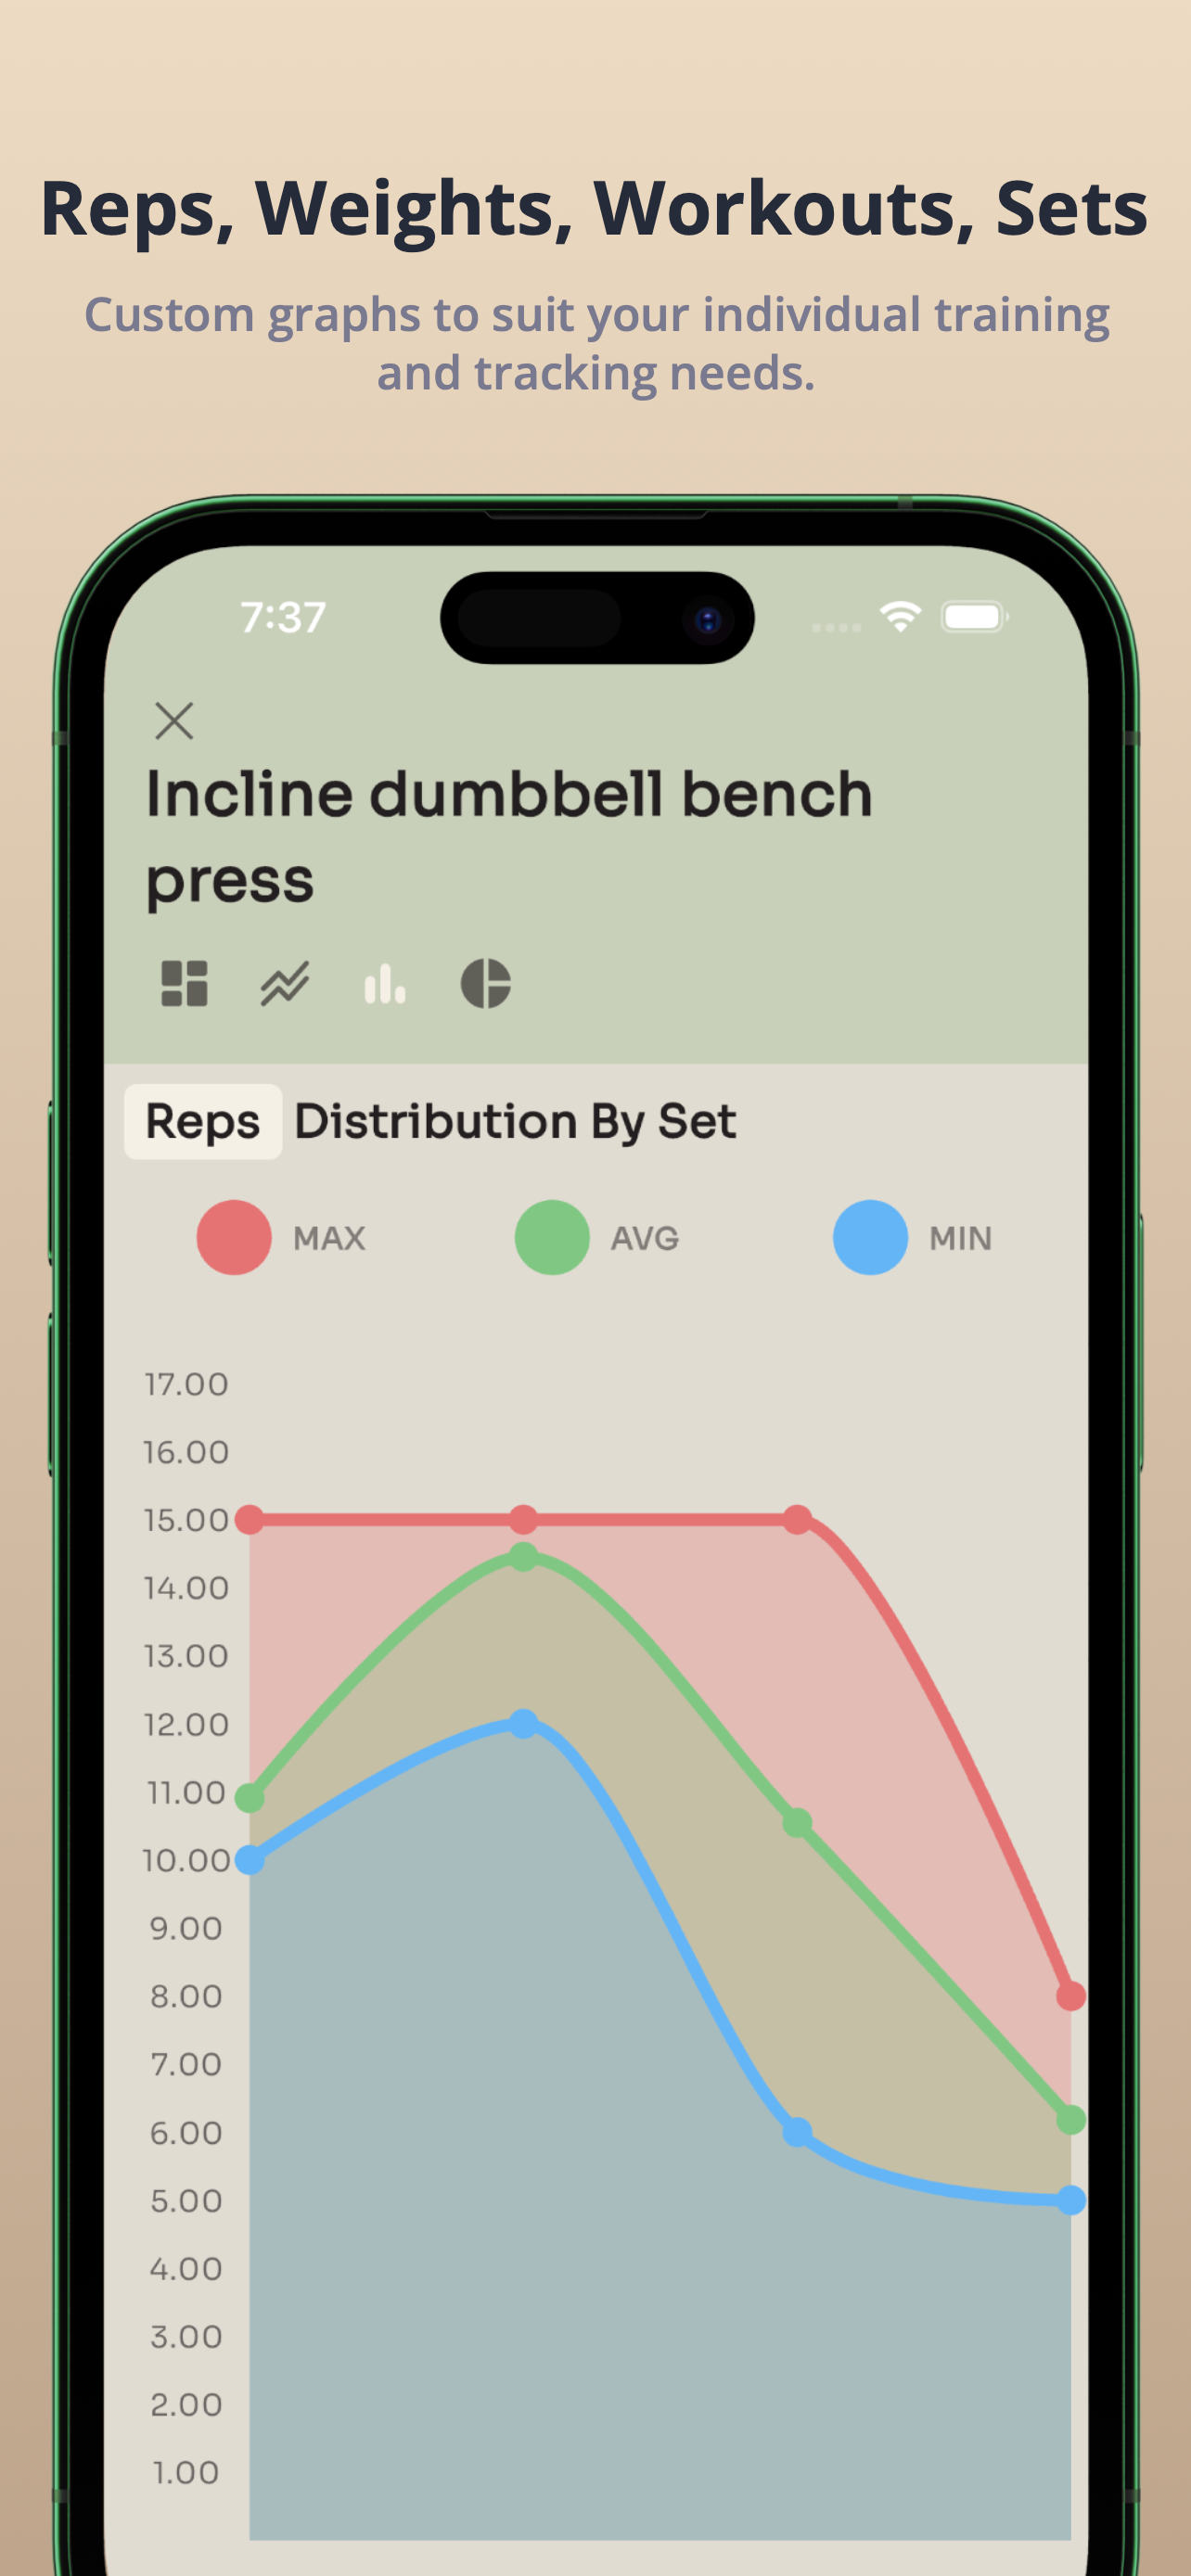 Reps, Weights, Workouts, Sets
Custom graphs to suit your individual training
and tracking needs.
7:37
Incline dumbbell bench
press
Reps Distribution By Set
MAX AVG MIN
17.00
16.00
15.00
14.00
13.00
12.00
11.00
10.00
9.00
8.00
7.00
6.00
5.00
4.00
3.00
2.00
1.00